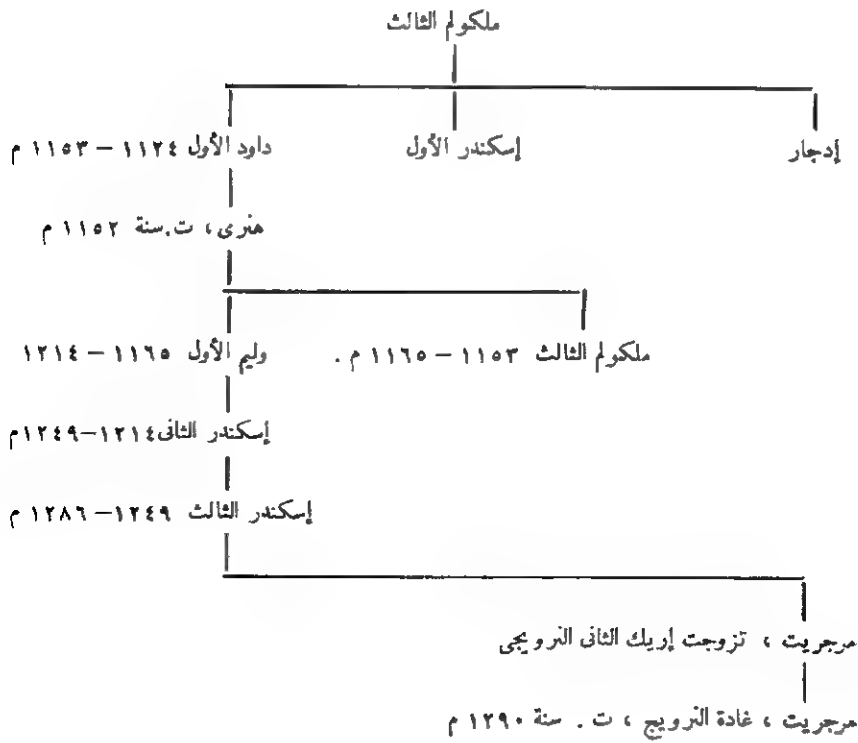 ملكولم الثالث
إدجار إسكندر الأول داود الأول ١١٢٤ – ١١٥٣ م
هنرى ، ت.سنة ١١٥٢ م
ملكولم الثالث ١١٥٣ – ١١٦٥ م . وليم الأول ١١٦٥ – ١٢١٤
إسكندر الثانى ١٢١٤–١٢٤٩م
إسكندر الثالث ١٢٤٩–١٢٨٦ م
مرجريت ، تزوجت إريك الثانى النرويجى
مرجريت ، غادة النرويج ، ت . سنة ١٢٩٠ م